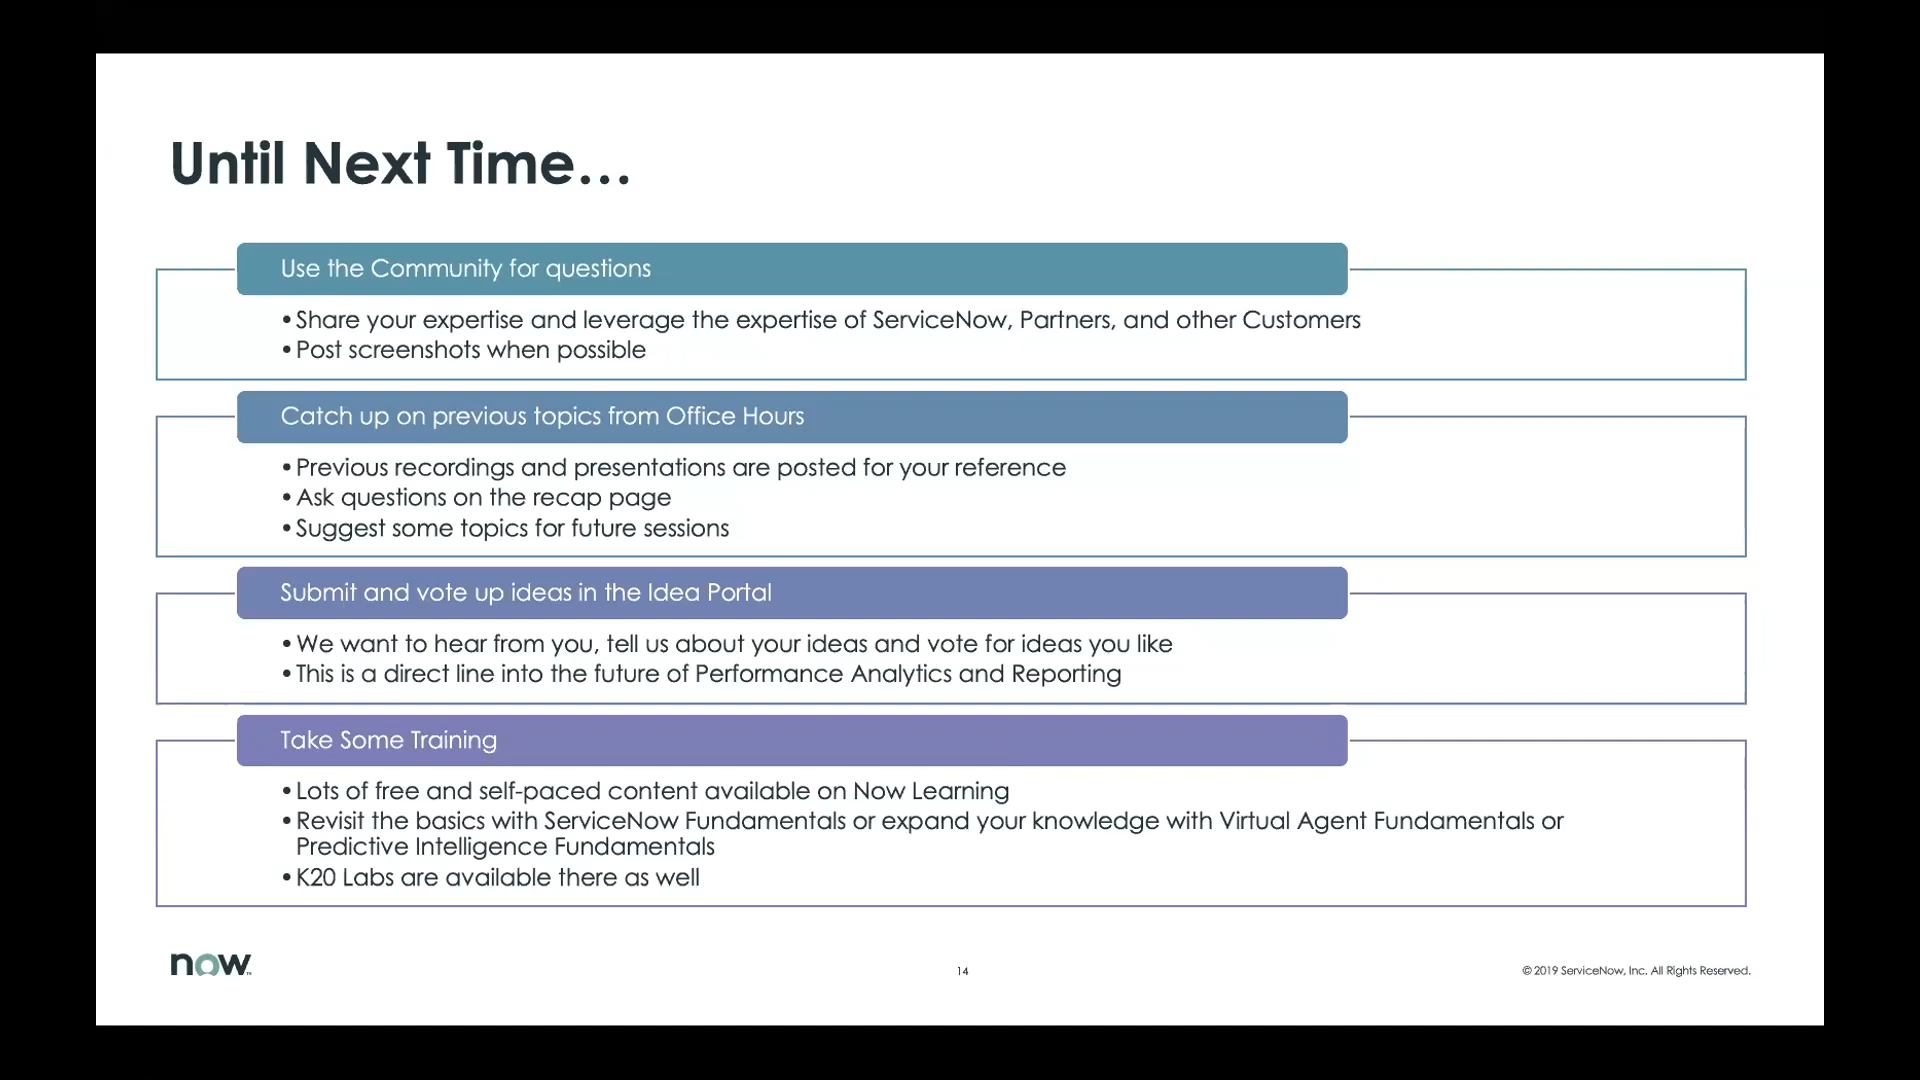 Until Next Time...
Use the Community for questions
• Share your expertise and leverage the expertise of ServiceNow, Partners, and other Customers
• Post screenshots when possible
Catch up on previous topics from Office Hours
• Previous recordings and presentations are posted for your reference
• Ask questions on the recap page
• Suggest some topics for future sessions
Submit and vote up ideas in the Idea Portal
• We want to hear from you, tell us about your ideas and vote for ideas you like
• This is a direct line into the future of Performance Analytics and Reporting
Take Some Training
• Lots of free and self-paced content available on Now Learning
• Revisit the basics with ServiceNow Fundamentals or expand your knowledge with Virtual Agent Fundamentals or
Predictive Intelligence Fundamentals
• K20 Labs are available there as well
now
14
© 2019 ServiceNow, Inc. All Rights Reserved.